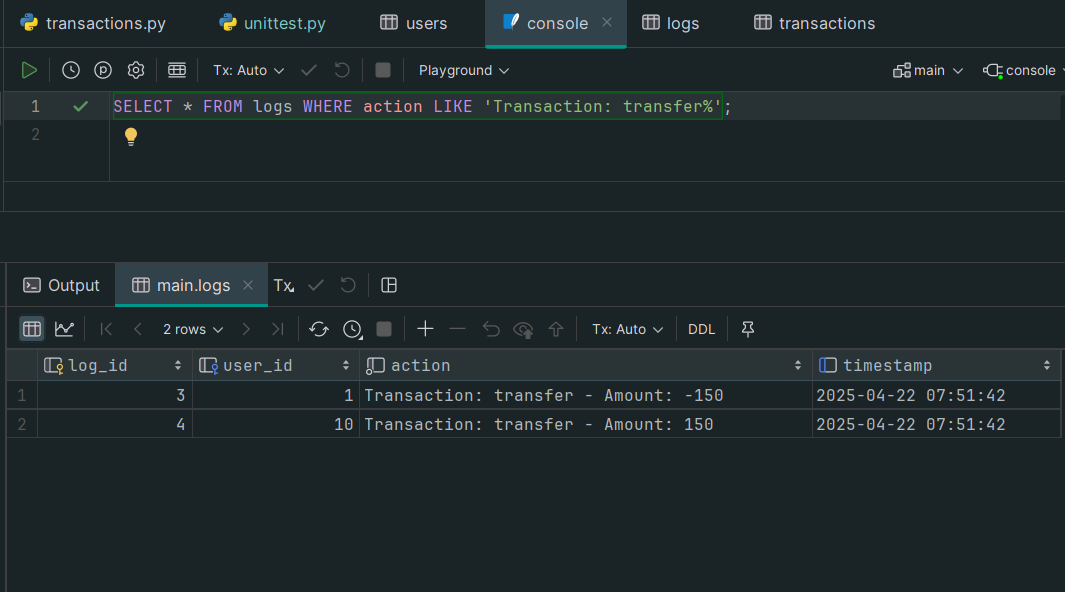 transactions.py unittest.py users console logs transactions
Tx: Auto Playground main console
1 SELECT * FROM logs WHERE action LIKE 'Transaction: transfer%';
2
Output main.logs Tx
2 rows Tx: Auto DDL
log_id user_id action timestamp
1 3 1 Transaction: transfer - Amount: -150 2025-04-22 07:51:42
2 4 10 Transaction: transfer - Amount: 150 2025-04-22 07:51:42